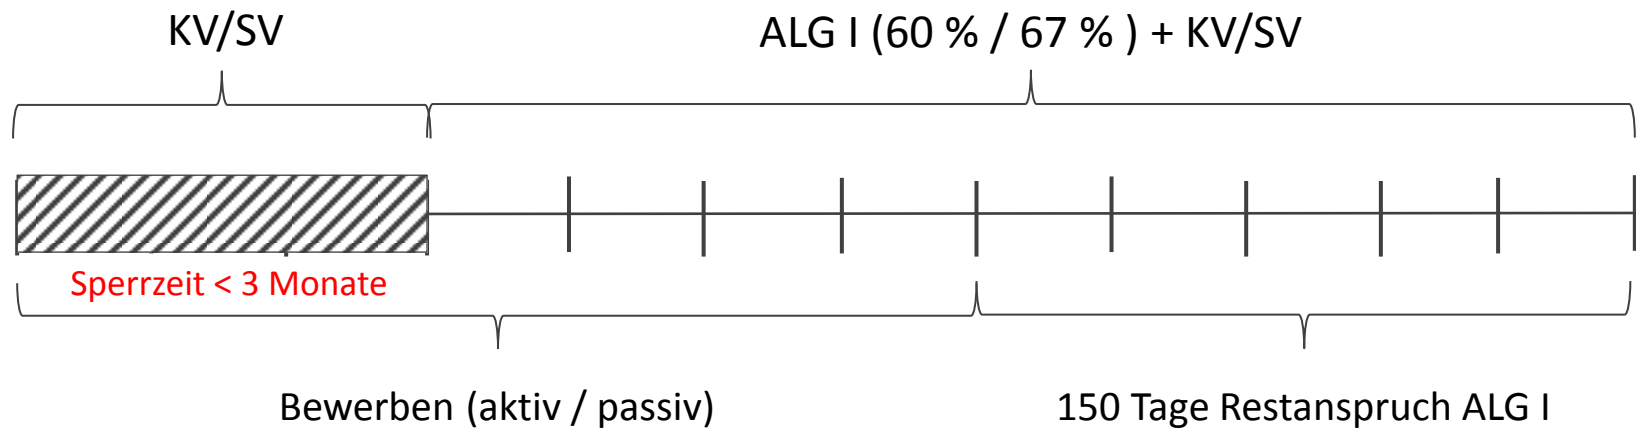 KV/SV
ALG I (60 % / 67 % ) + KV/SV
Sperrzeit < 3 Monate
Bewerben (aktiv / passiv)
150 Tage Restanspruch ALG I